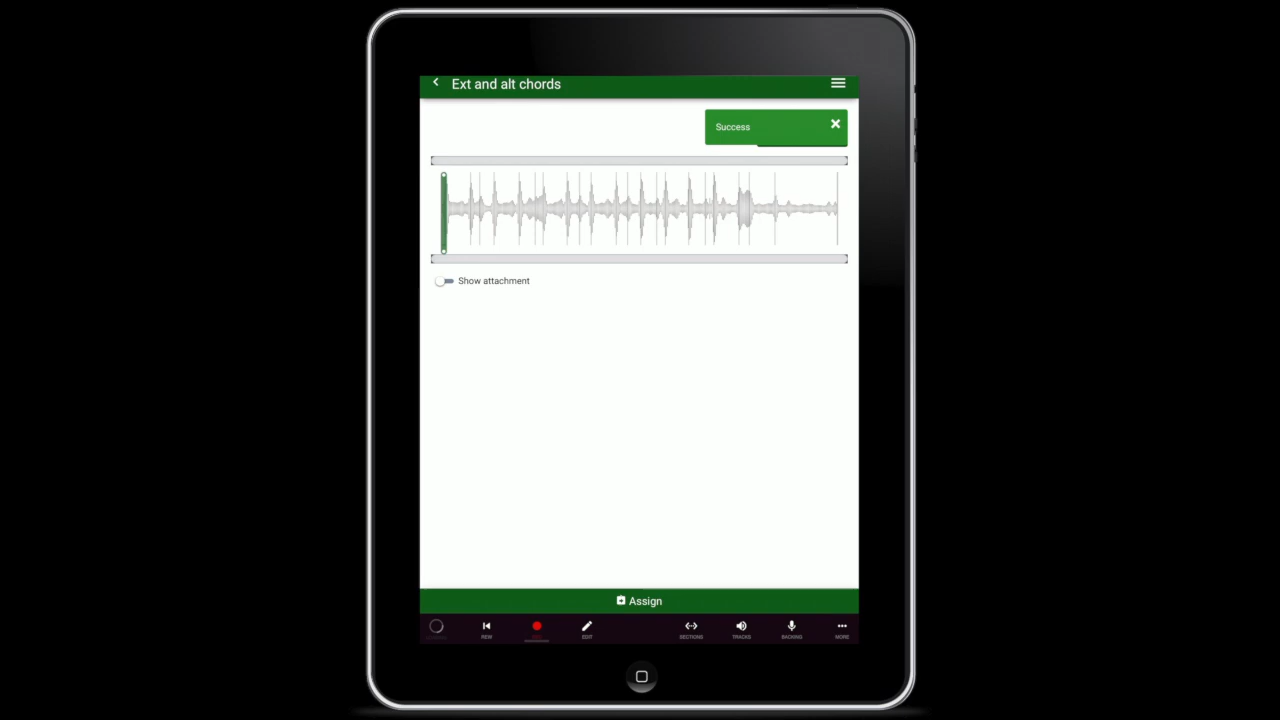 Ext and alt chords
Success
Show attachment
Assign
REW
EDIT
SECTIONS
TRACKS
BACKING
MORE